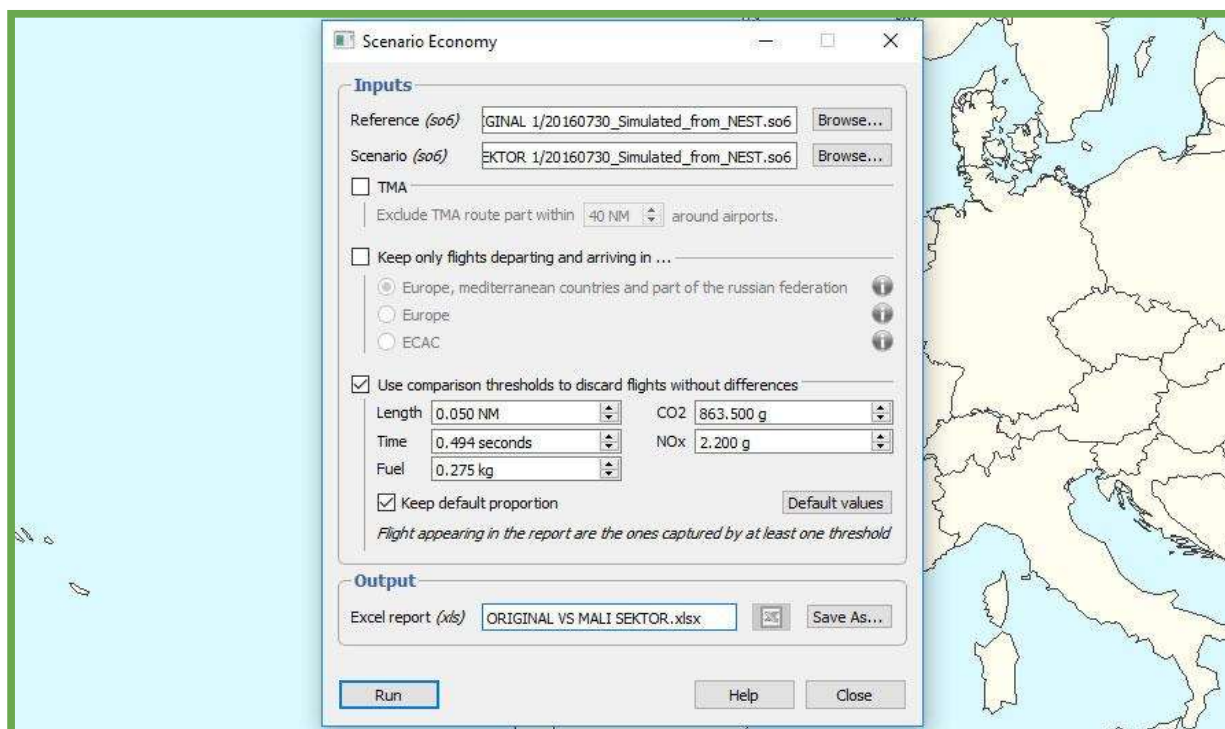 Scenario Economy
Inputs
Reference (so6) IGINAL 1/20160730_Simulated_from_NEST.so6 Browse...
Scenario (so6) EKTOR 1/20160730_Simulated_from_NEST.so6 Browse...
TMA
Exclude TMA route part within 40 NM around airports.
Keep only flights departing and arriving in ...
Europe, mediterranean countries and part of the russian federation
Europe
ECAC
Use comparison thresholds to discard flights without differences
Length 0.050 NM CO2 863.500 g
Time 0.494 seconds NOx 2.200 g
Fuel 0.275 kg
Keep default proportion Default values
Flight appearing in the report are the ones captured by at least one threshold
Output
Excel report (xls) ORIGINAL VS MALI SEKTOR.xlsx Save As...
Run Help Close